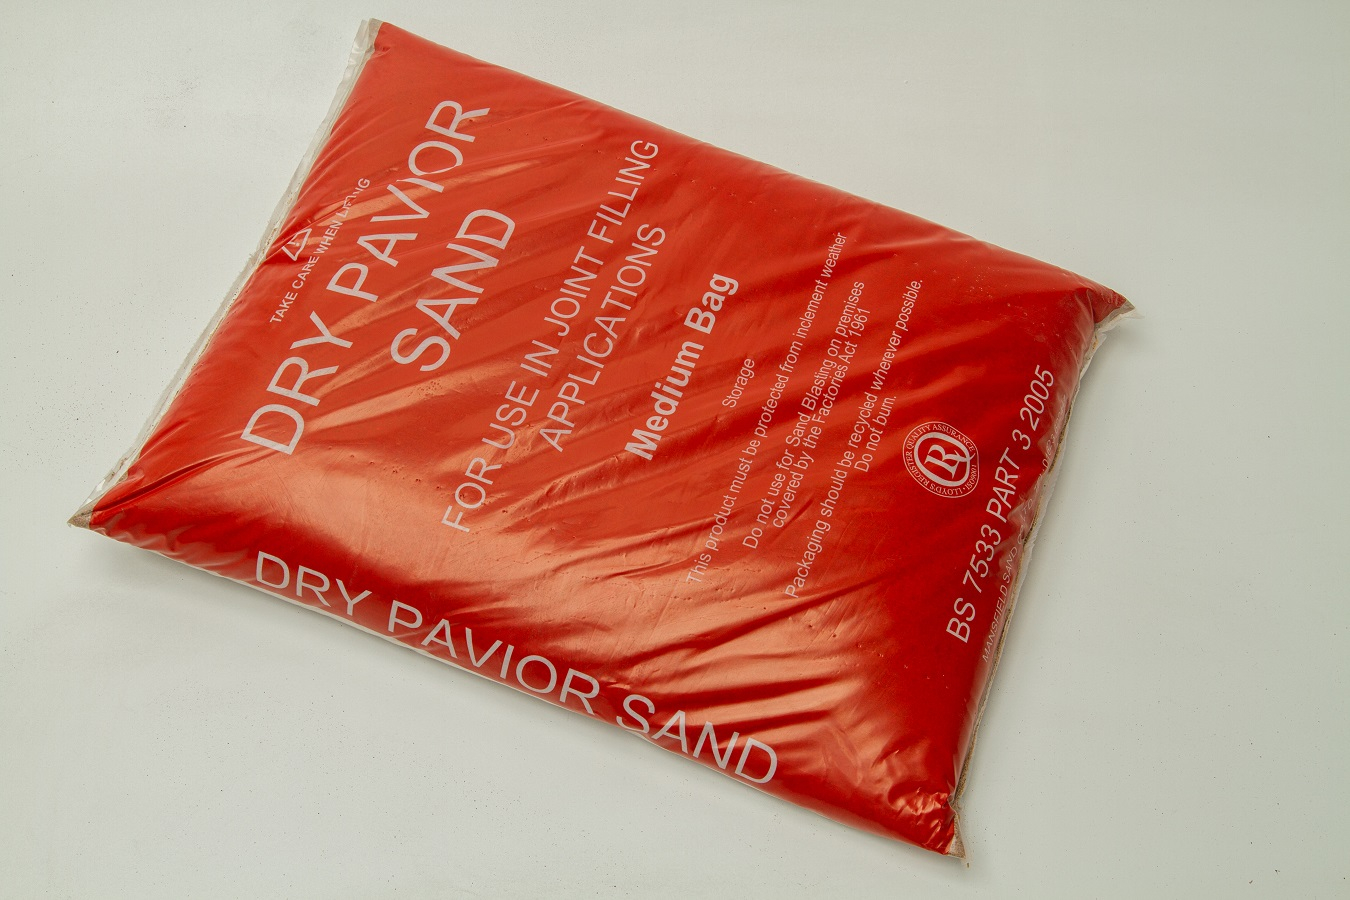 TAKE CARE WHEN LIFTING
DRY PAVIOR
SAND
FOR USE IN JOINT FILLING
APPLICATIONS
Medium Bag
Storage
This product must be protected from inclement weather
Do not use for Sand Blasting on premises
covered by the Factories Act 1961
Packaging should be recycled wherever possible.
Do not burn.
LLOYD'S REGISTER QUALITY ASSURANCE
LR
BS 7533 PART 3 2005
MANSFIELD SAND
DRY PAVIOR SAND